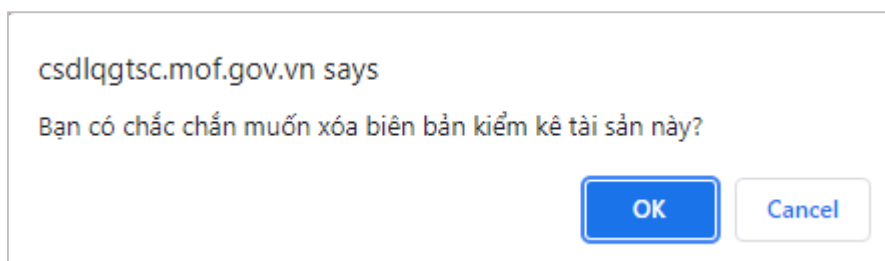 csdlqgtsc.mof.gov.vn says
Bạn có chắc chắn muốn xóa biên bản kiểm kê tài sản này?
OK
Cancel